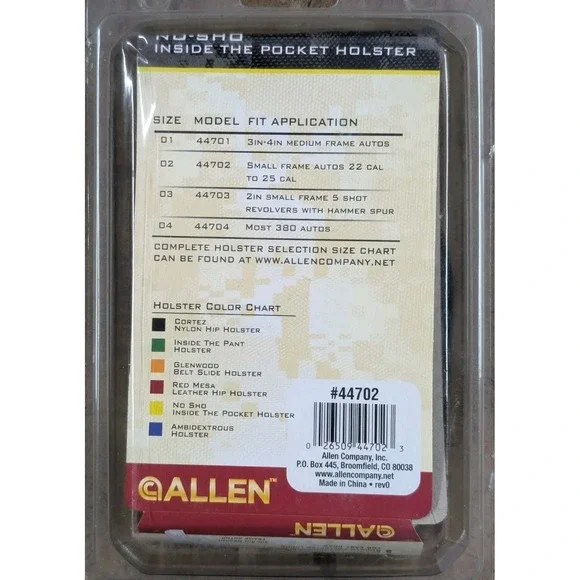 NO-SHO
INSIDE THE POCKET HOLSTER
SIZE MODEL FIT APPLICATION
01 44701 3IN-4IN MEDIUM FRAME AUTOS
02 44702 SMALL FRAME AUTOS 22 CAL
TO 25 CAL
03 44703 2IN SMALL FRAME 5 SHOT
REVOLVERS WITH HAMMER SPUR
04 44704 MOST 380 AUTOS
COMPLETE HOLSTER SELECTION SIZE CHART
CAN BE FOUND AT WWW.ALLENCOMPANY.NET
HOLSTER COLOR CHART
CORTEZ
NYLON HIP HOLSTER
INSIDE THE PANT
HOLSTER
GLENWOOD
BELT SLIDE HOLSTER
RED MESA
LEATHER HIP HOLSTER
NO SHO
INSIDE THE POCKET HOLSTER
AMBIDEXTROUS
HOLSTER
#44702
0 26509 44702 3
Allen Company, Inc.
P.O. Box 445, Broomfield, CO 80038
www.allencompany.net
Made in China • rev0
ALLEN™
ALLEN